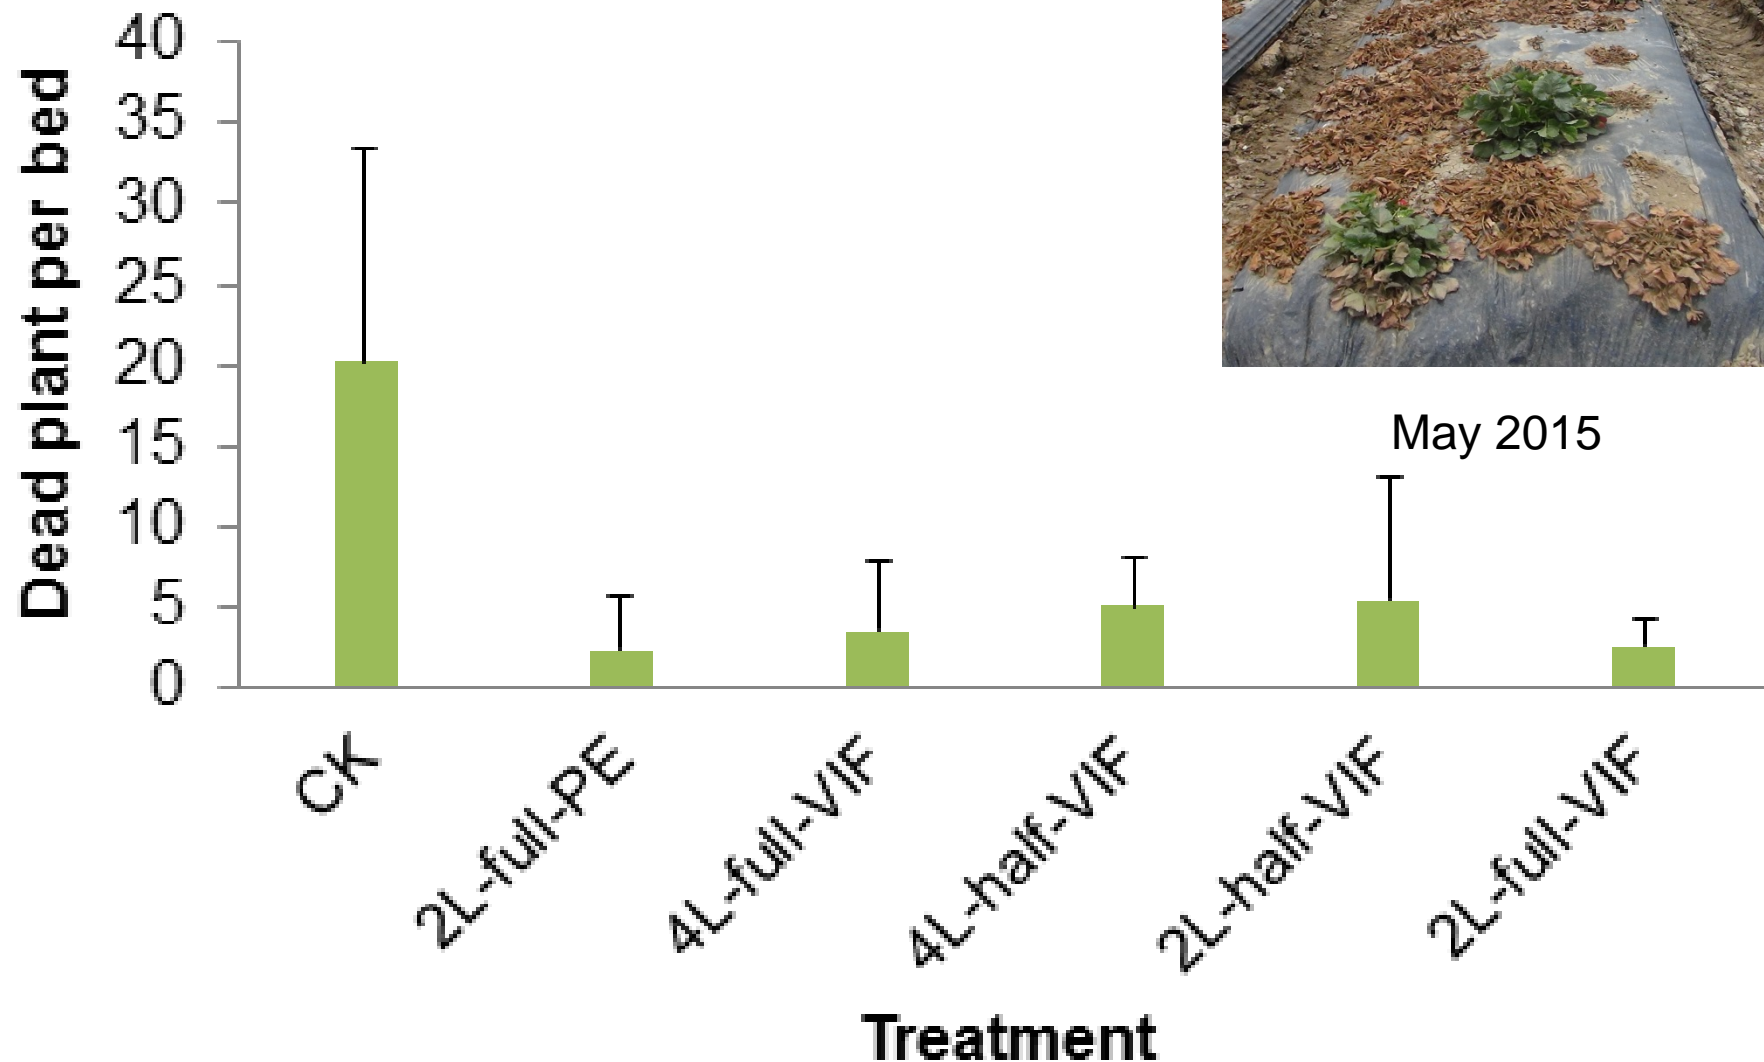 Dead plant per bed
40
35
30
25
20
15
10
5
0
May 2015
CK
2L-full-PE
4L-full-VIF
4L-half-VIF
2L-half-VIF
2L-full-VIF
Treatment